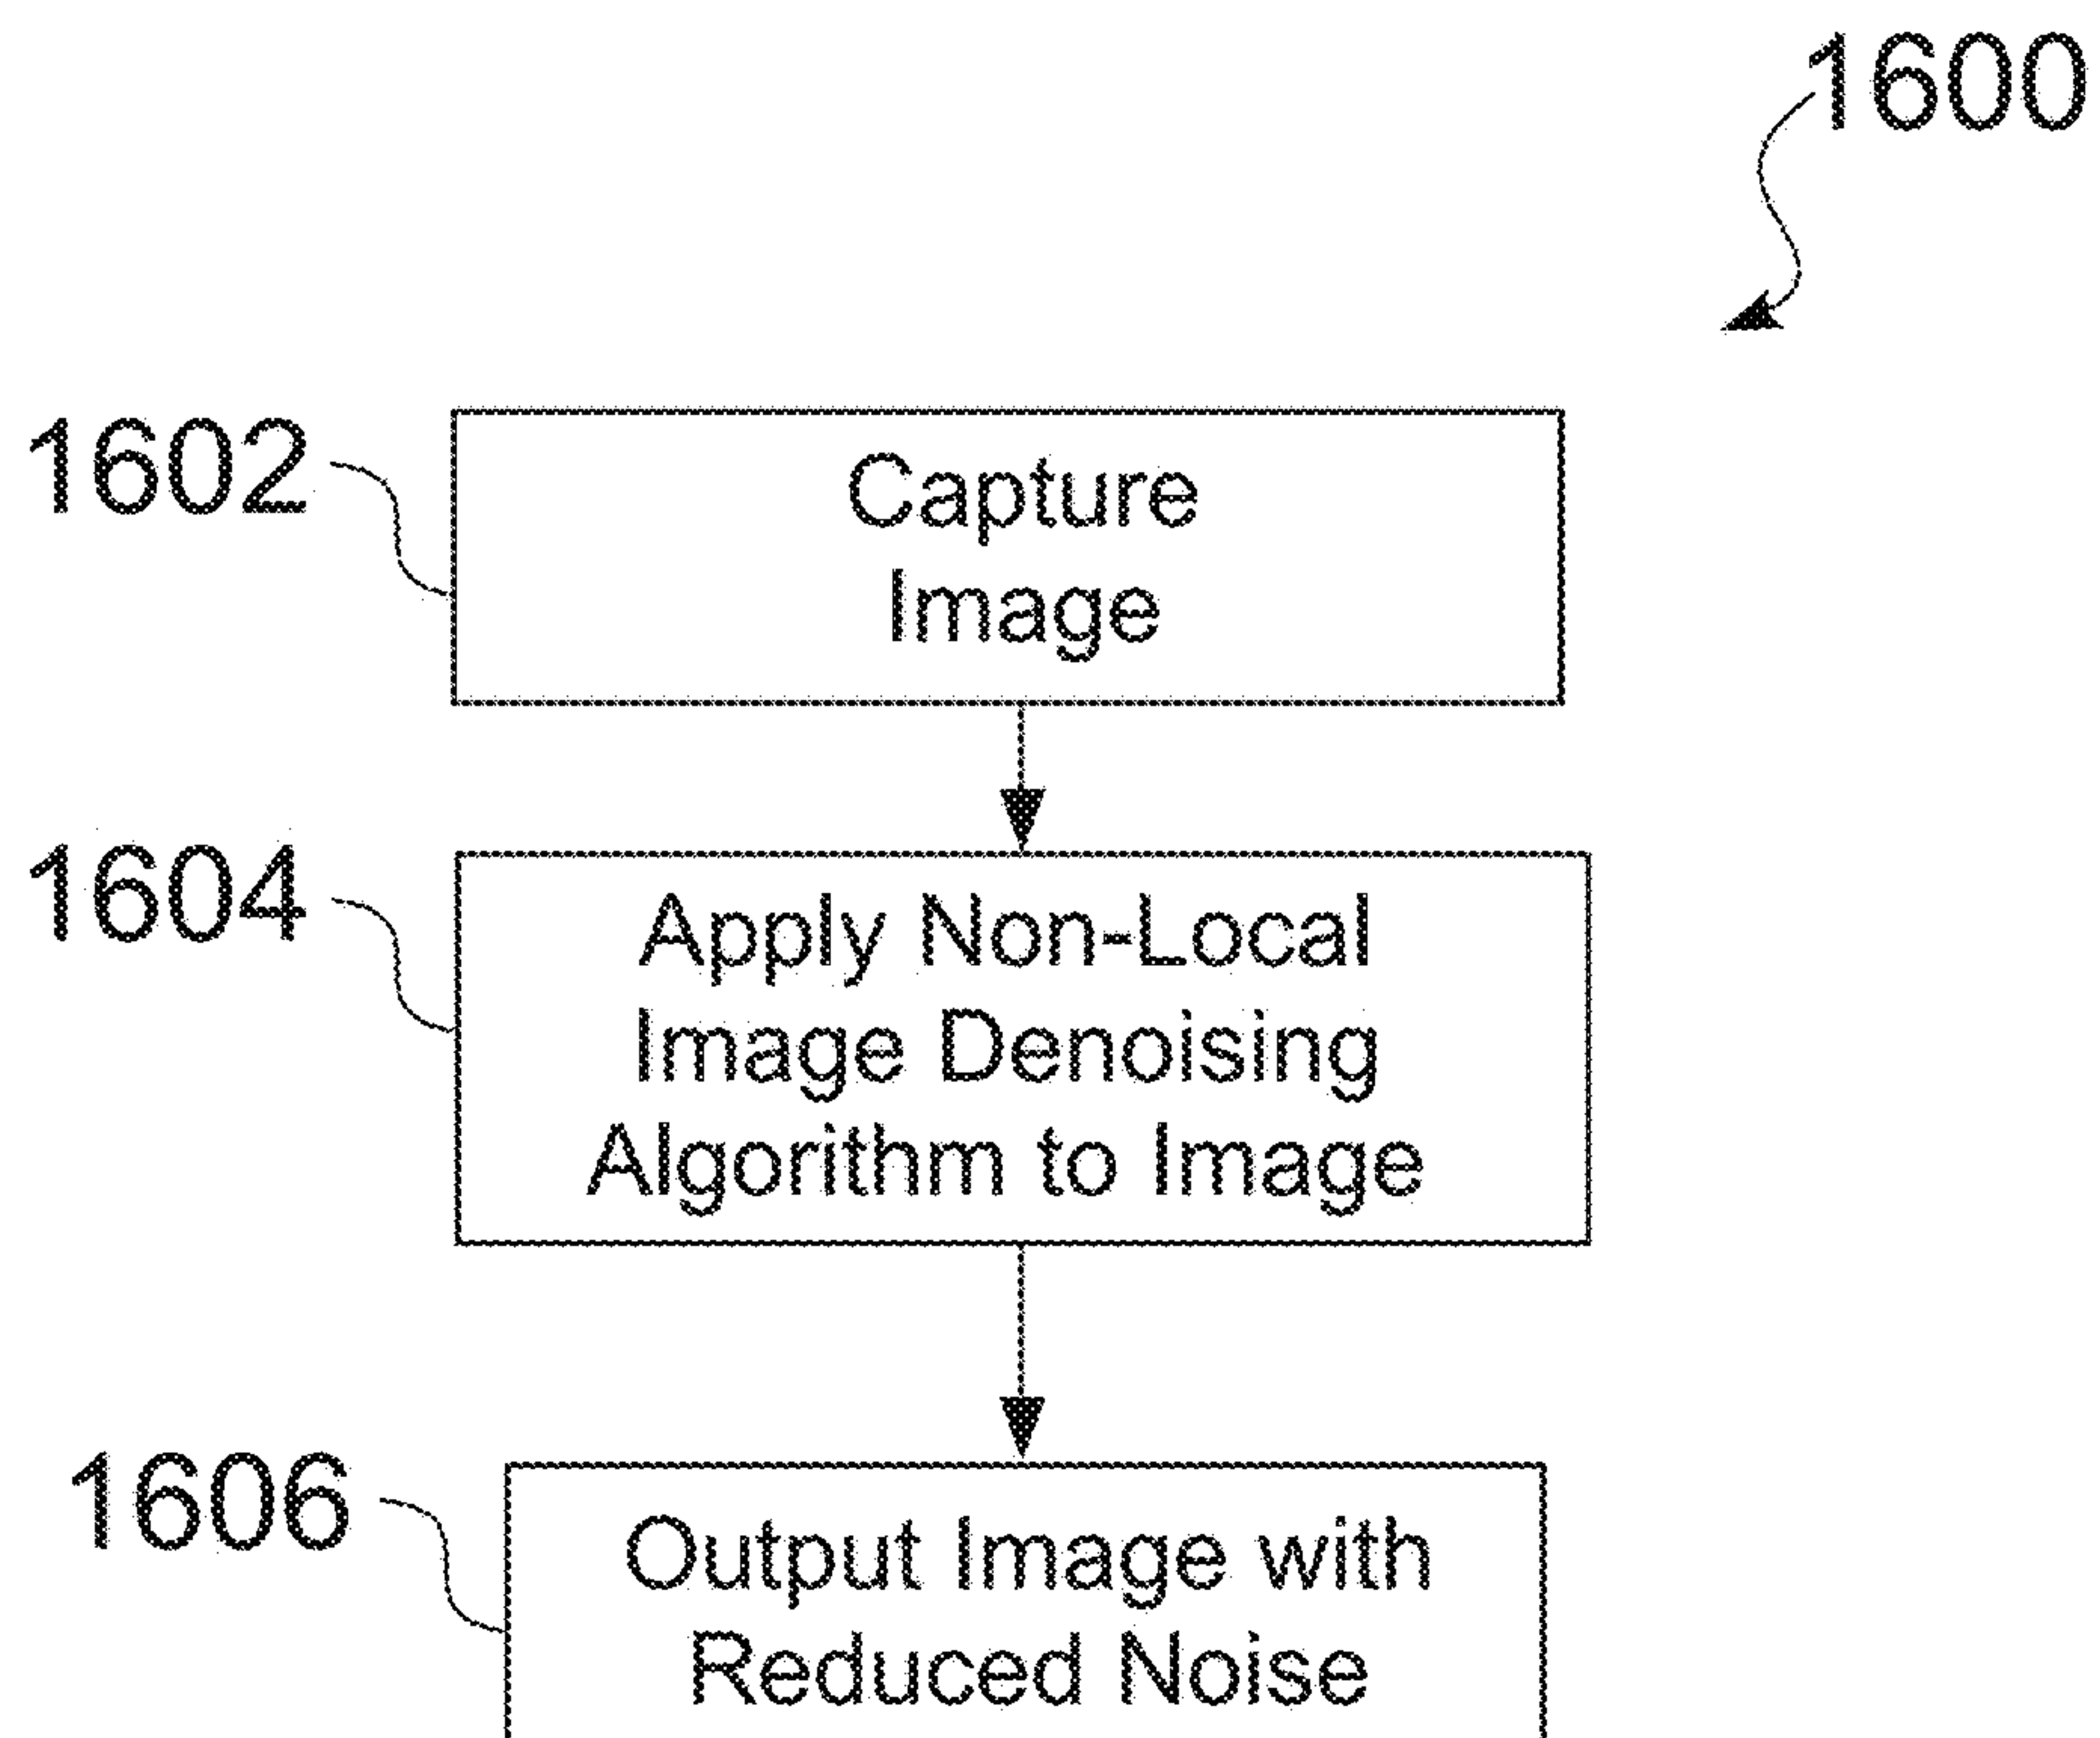 1600
1602
Capture
Image
1604
Apply Non-Local
Image Denoising
Algorithm to Image
1606
Output Image with
Reduced Noise